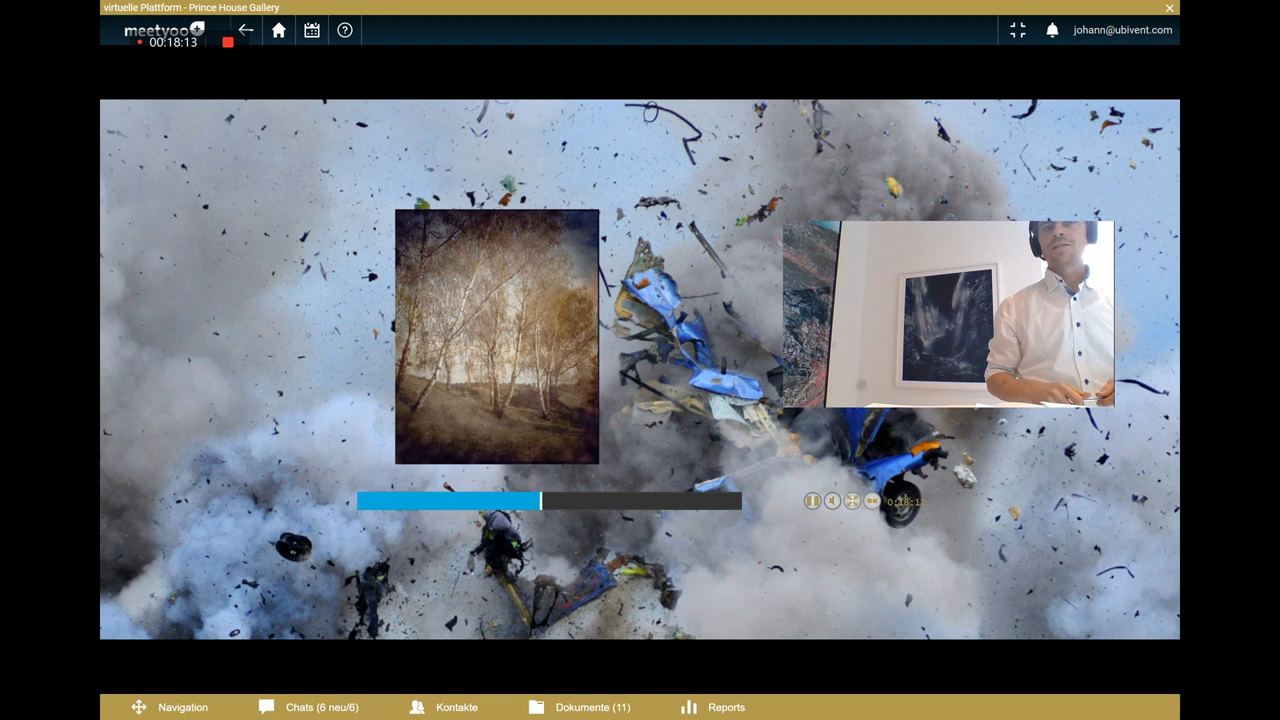 virtuelle Plattform - Prince House Gallery
meetyoo
johann@ubivent.com
00:18:13
Navigation
Chats (6 neu/6)
Kontakte
Dokumente (11)
Reports